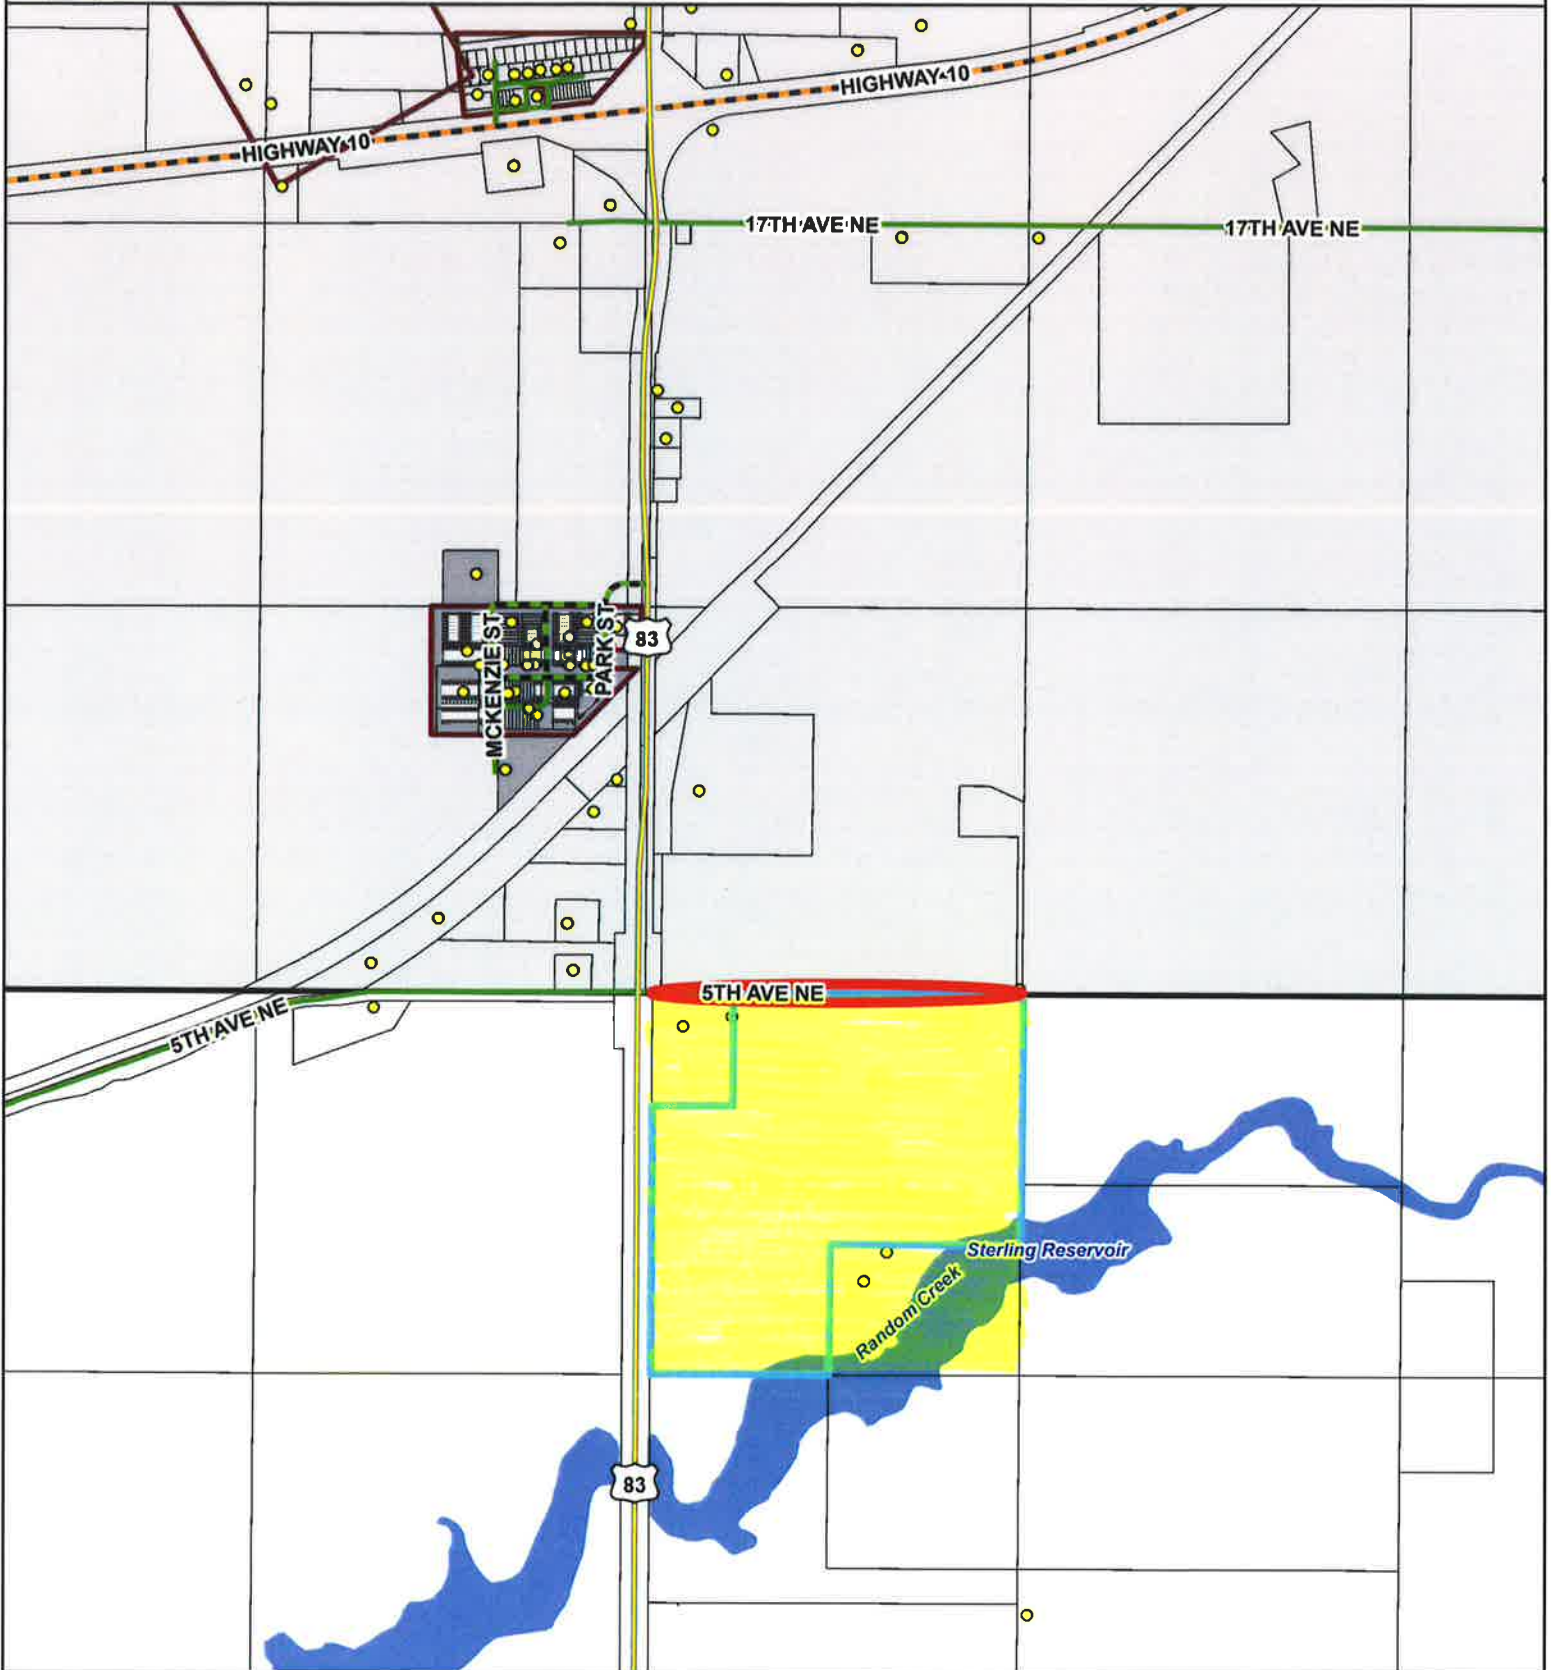 HIGHWAY 10
HIGHWAY 10
17TH AVE NE
17TH AVE NE
MCKENZIE ST
PARK ST
83
5TH AVE NE
5TH AVE NE
Sterling Reservoir
Random Creek
83